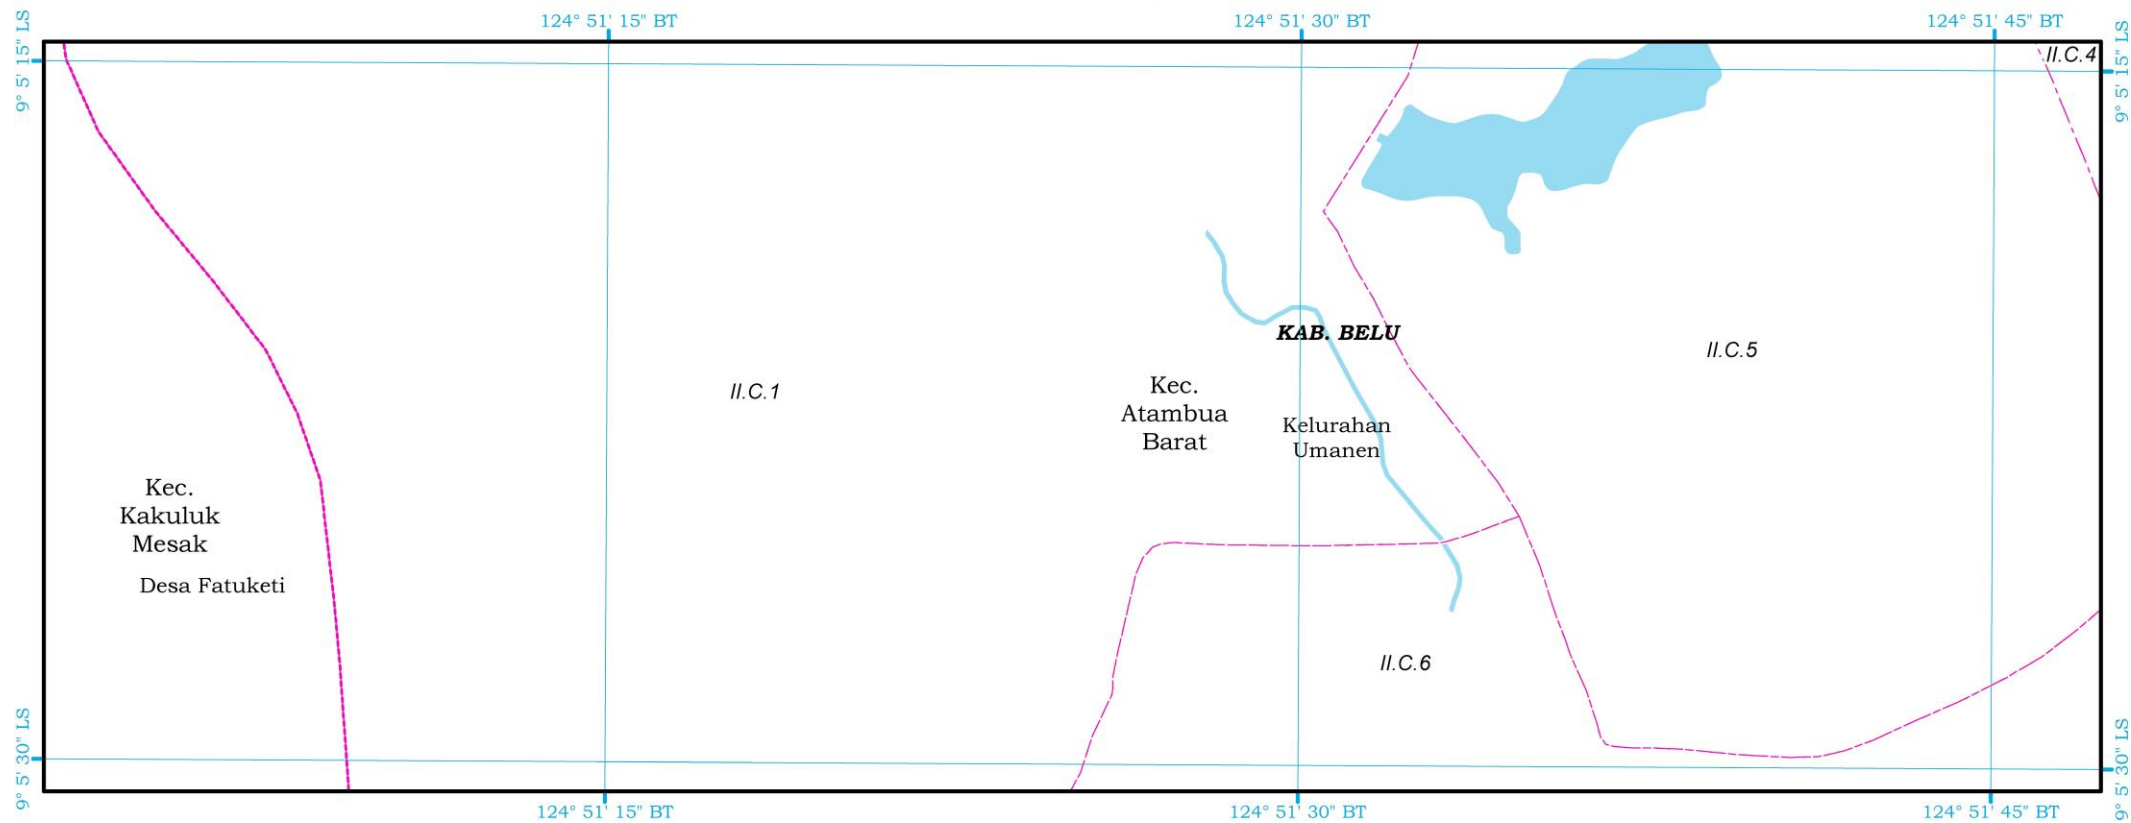 124° 51' 15" BT
124° 51' 30" BT
124° 51' 45" BT
9° 5' 15" LS
9° 5' 15" LS
II.C.4
KAB. BELU
II.C.5
II.C.1
Kec.
Atambua
Barat
Kelurahan
Umanen
Kec.
Kakuluk
Mesak
Desa Fatuketi
II.C.6
9° 5' 30" LS
9° 5' 30" LS
124° 51' 15" BT
124° 51' 30" BT
124° 51' 45" BT